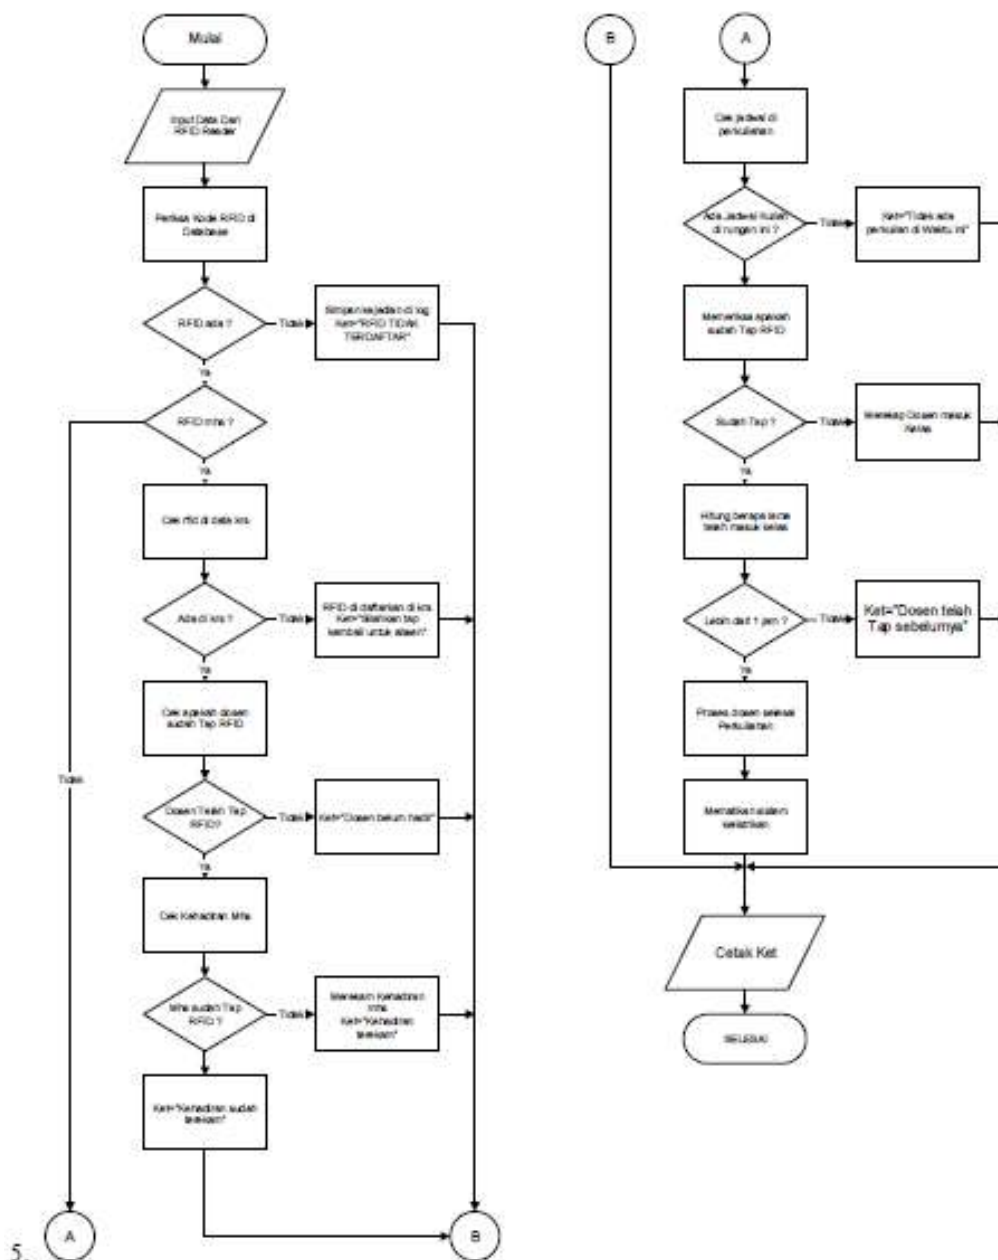 Mulai
Input Data Dari
RFID Reader
Periksa Kode RFID di
Database
RFID ada ?
Tidak
Simpan kejadian di log
Ket="RFID TIDAK
TERDAFTAR"
Ya
RFID mhs ?
Ya
Cek rfid di data krs
Ada di krs ?
Tidak
RFID di daftarkan di krs
Ket="Silahkan tap
kembali untuk absen"
Ya
Cek apakah dosen
sudah Tap RFID
Tidak
Dosen Telah Tap
RFID?
Tidak
Ket="Dosen belum hadir"
Ya
Cek Kehadiran Mhs
Mhs sudah Tap
RFID ?
Tidak
Merekam Kehadiran
mhs
Ket="Kehadiran
terekam"
Ket="Kehadiran sudah
terekam"
5.
A
B
B
A
Cek jadwal di
perkuliahan
Ada Jadwal Kuliah
di rungan ini ?
Tidak
Ket="Tidak ada
perkulian di Waktu ini"
Memeriksa apakah
sudah Tap RFID
Sudah Tap ?
Tidak
Merekap Dosen masuk
Kelas
Ya
Hitung berapa lama
telah masuk kelas
Lebih dari 1 jam ?
Tidak
Ket="Dosen telah
Tap sebelumya"
Ya
Proses dosen selesai
Perkuliahan
Mematikan sistem
kelistrikan
Cetak Ket
SELESAI